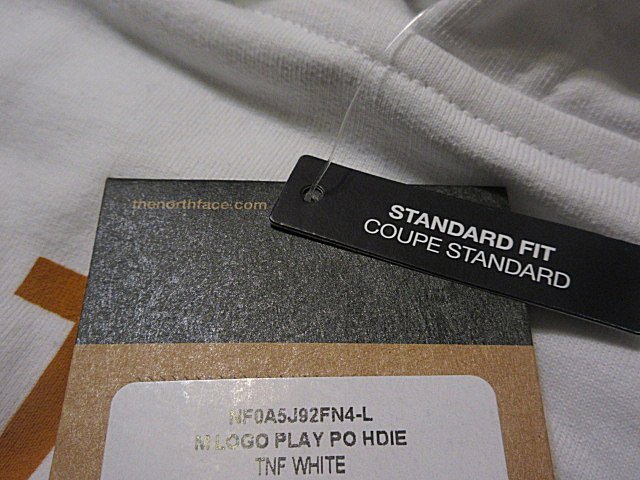 thenorthface.com
STANDARD FIT
COUPE STANDARD
NF0A5J92FN4-L
M LOGO PLAY PO HDIE
TNF WHITE